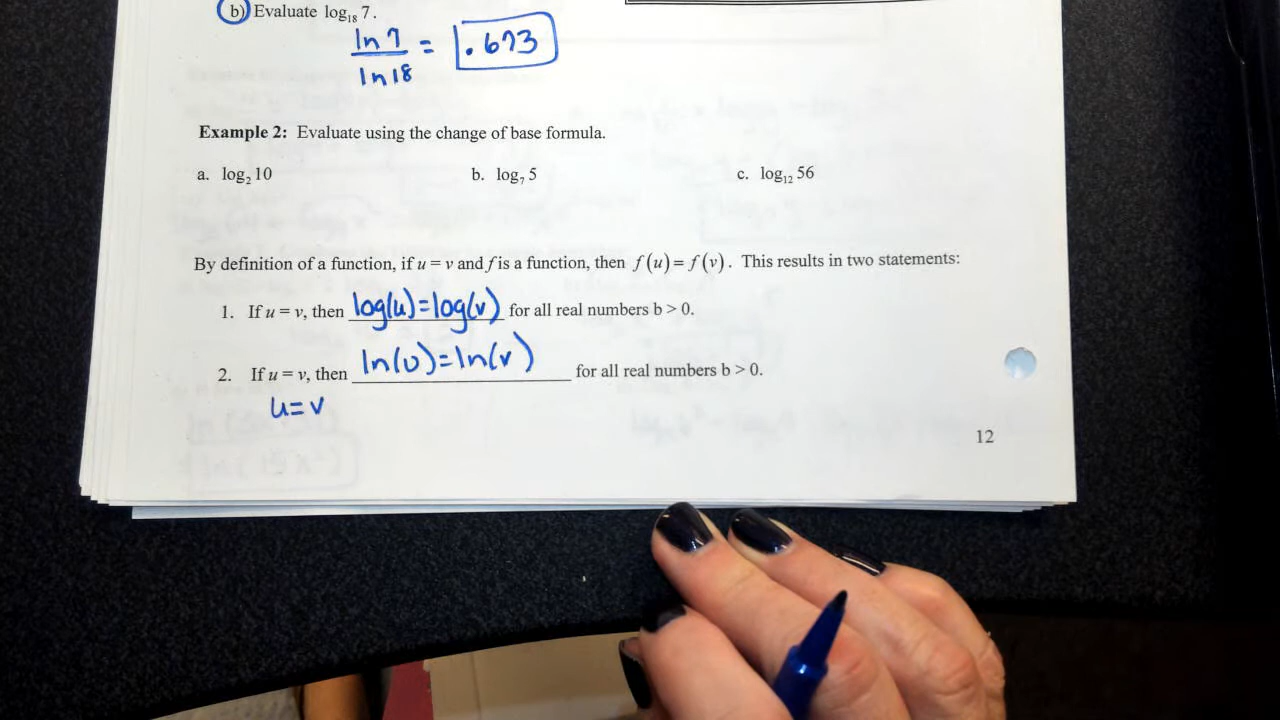 b) Evaluate log₁₈ 7.
ln 7 / ln 18 = .673
Example 2: Evaluate using the change of base formula.
a. log₂ 10 b. log₇ 5 c. log₁₂ 56
By definition of a function, if u = v and f is a function, then f(u) = f(v). This results in two statements:
1. If u = v, then log(u)=log(v) for all real numbers b > 0.
2. If u = v, then ln(u)=ln(v) for all real numbers b > 0.
u=v
12